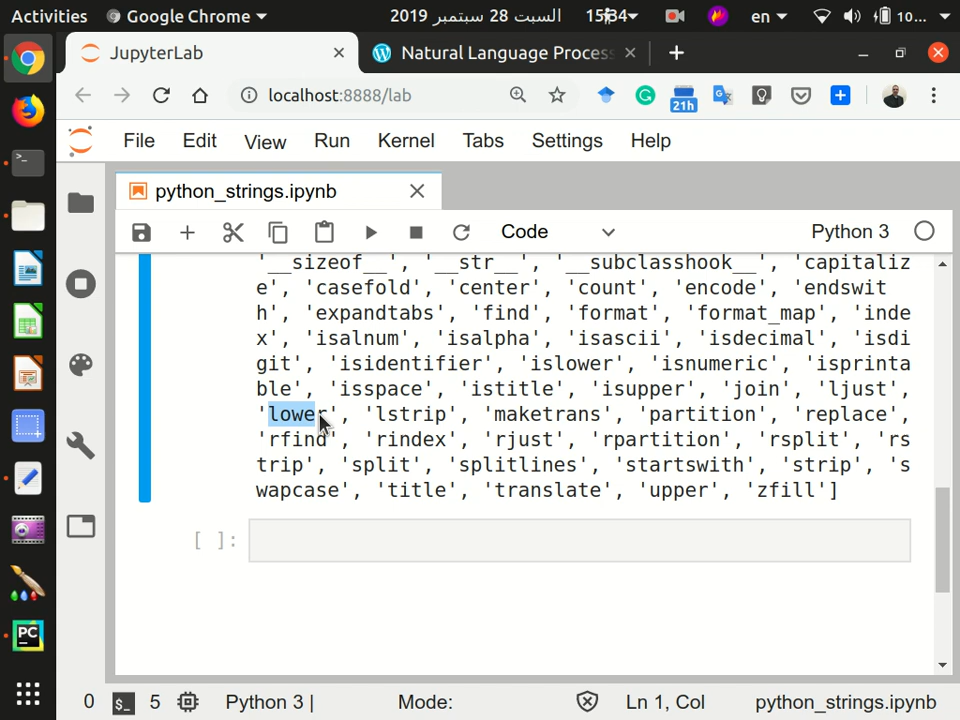 Activities Google Chrome السبت 28 سبتمبر 2019 15:34 en 10...
JupyterLab Natural Language Process
localhost:8888/lab 21h
File Edit View Run Kernel Tabs Settings Help
python_strings.ipynb
Code Python 3
'__sizeof__', '__str__', '__subclasshook__', 'capitaliz
e', 'casefold', 'center', 'count', 'encode', 'endswit
h', 'expandtabs', 'find', 'format', 'format_map', 'inde
x', 'isalnum', 'isalpha', 'isascii', 'isdecimal', 'isdi
git', 'isidentifier', 'islower', 'isnumeric', 'isprinta
ble', 'isspace', 'istitle', 'isupper', 'join', 'ljust',
'lower', 'lstrip', 'maketrans', 'partition', 'replace',
'rfind', 'rindex', 'rjust', 'rpartition', 'rsplit', 'rs
trip', 'split', 'splitlines', 'startswith', 'strip', 's
wapcase', 'title', 'translate', 'upper', 'zfill']
[ ]:
PC
0 $_ 5 Python 3 | Mode: Ln 1, Col python_strings.ipynb